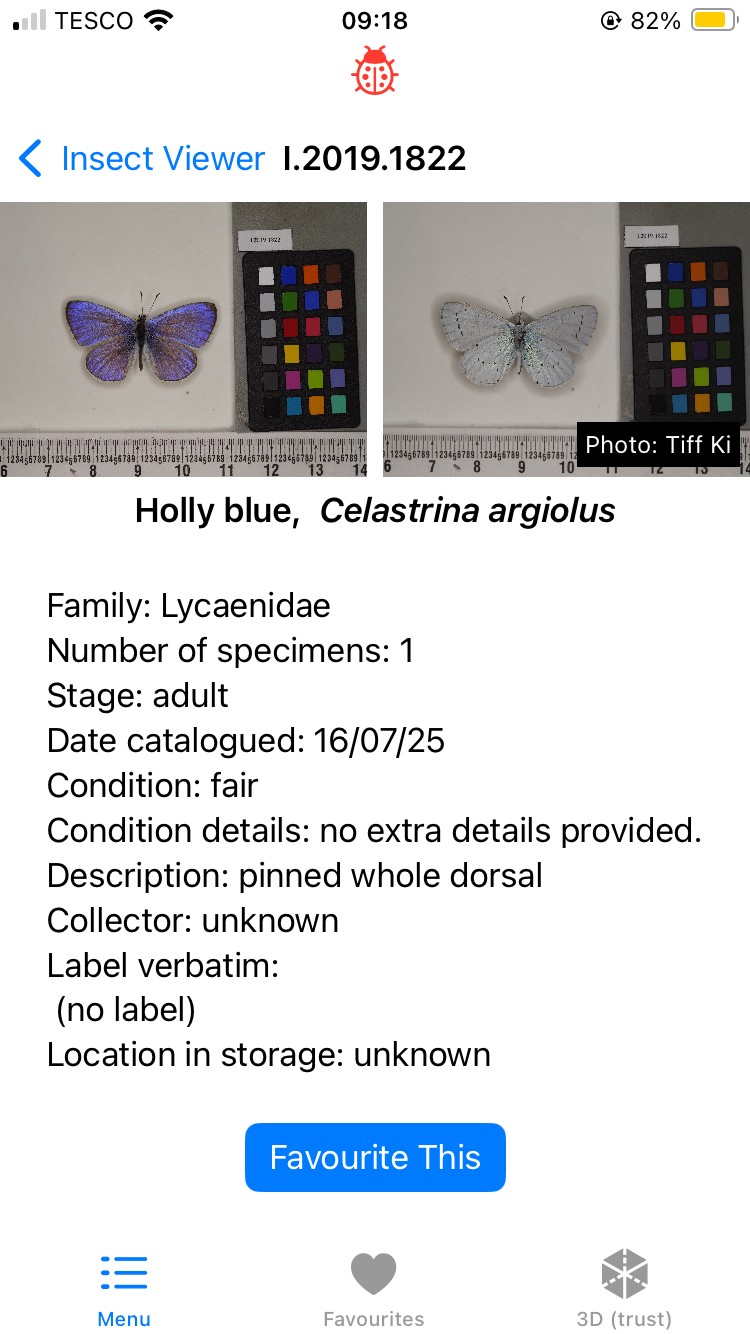 TESCO 09:18 82%
Insect Viewer I.2019.1822
I.2019.1822
I.2019.1822
6 7 8 9 10 11 12 13 14
6 7 8 9 10 11 12 13 14
Photo: Tiff Ki
Holly blue, Celastrina argiolus
Family: Lycaenidae
Number of specimens: 1
Stage: adult
Date catalogued: 16/07/25
Condition: fair
Condition details: no extra details provided.
Description: pinned whole dorsal
Collector: unknown
Label verbatim:
(no label)
Location in storage: unknown
Favourite This
Menu Favourites 3D (trust)